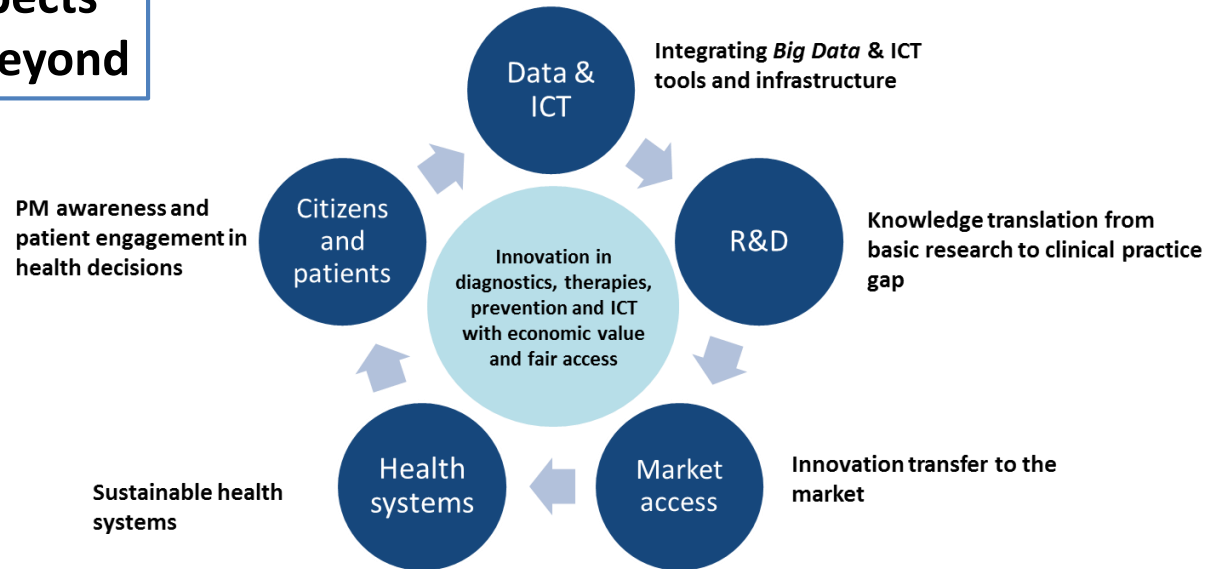 eyond
Data &
ICT
Integrating Big Data & ICT
tools and infrastructure
Citizens
and
patients
PM awareness and
patient engagement in
health decisions
R&D
Knowledge translation from
basic research to clinical practice
gap
Innovation in
diagnostics, therapies,
prevention and ICT
with economic value
and fair access
Health
systems
Sustainable health
systems
Market
access
Innovation transfer to the
market